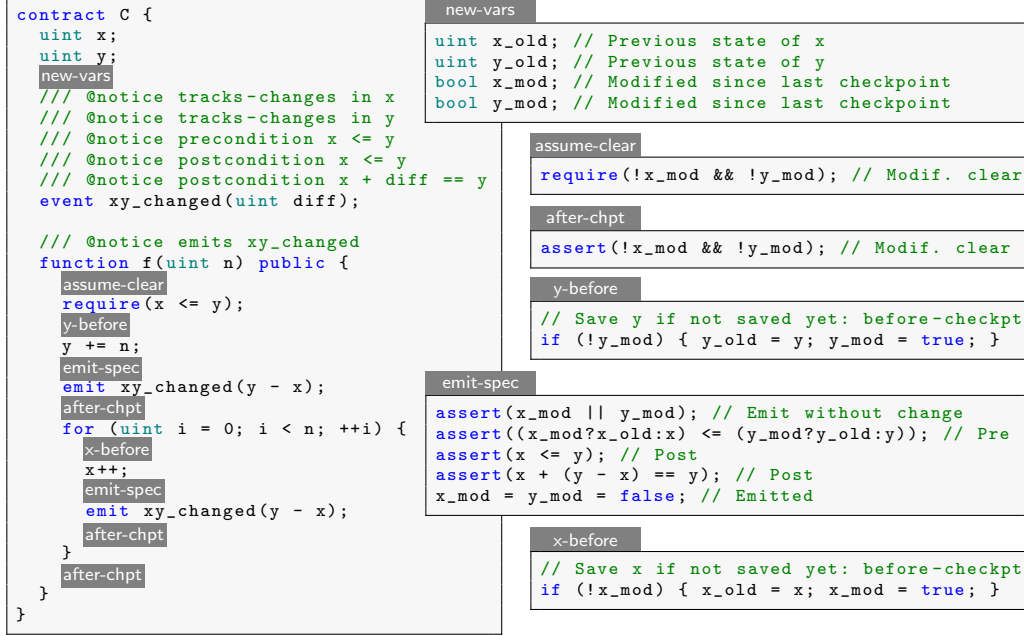 contract C {
uint x;
uint y;
new-vars
/// @notice tracks-changes in x
/// @notice tracks-changes in y
/// @notice precondition x <= y
/// @notice postcondition x <= y
/// @notice postcondition x + diff == y
event xy_changed(uint diff);
/// @notice emits xy_changed
function f(uint n) public {
assume-clear
require(x <= y);
y-before
y += n;
emit-spec
emit xy_changed(y - x);
after-chpt
for (uint i = 0; i < n; ++i) {
x-before
x++;
emit-spec
emit xy_changed(y - x);
after-chpt
}
after-chpt
}
}
new-vars
uint x_old; // Previous state of x
uint y_old; // Previous state of y
bool x_mod; // Modified since last checkpoint
bool y_mod; // Modified since last checkpoint
assume-clear
require(!x_mod && !y_mod); // Modif. clear
after-chpt
assert(!x_mod && !y_mod); // Modif. clear
y-before
// Save y if not saved yet: before-checkpt
if (!y_mod) { y_old = y; y_mod = true; }
emit-spec
assert(x_mod || y_mod); // Emit without change
assert((x_mod?x_old:x) <= (y_mod?y_old:y)); // Pre
assert(x <= y); // Post
assert(x + (y - x) == y); // Post
x_mod = y_mod = false; // Emitted
x-before
// Save x if not saved yet: before-checkpt
if (!x_mod) { x_old = x; x_mod = true; }